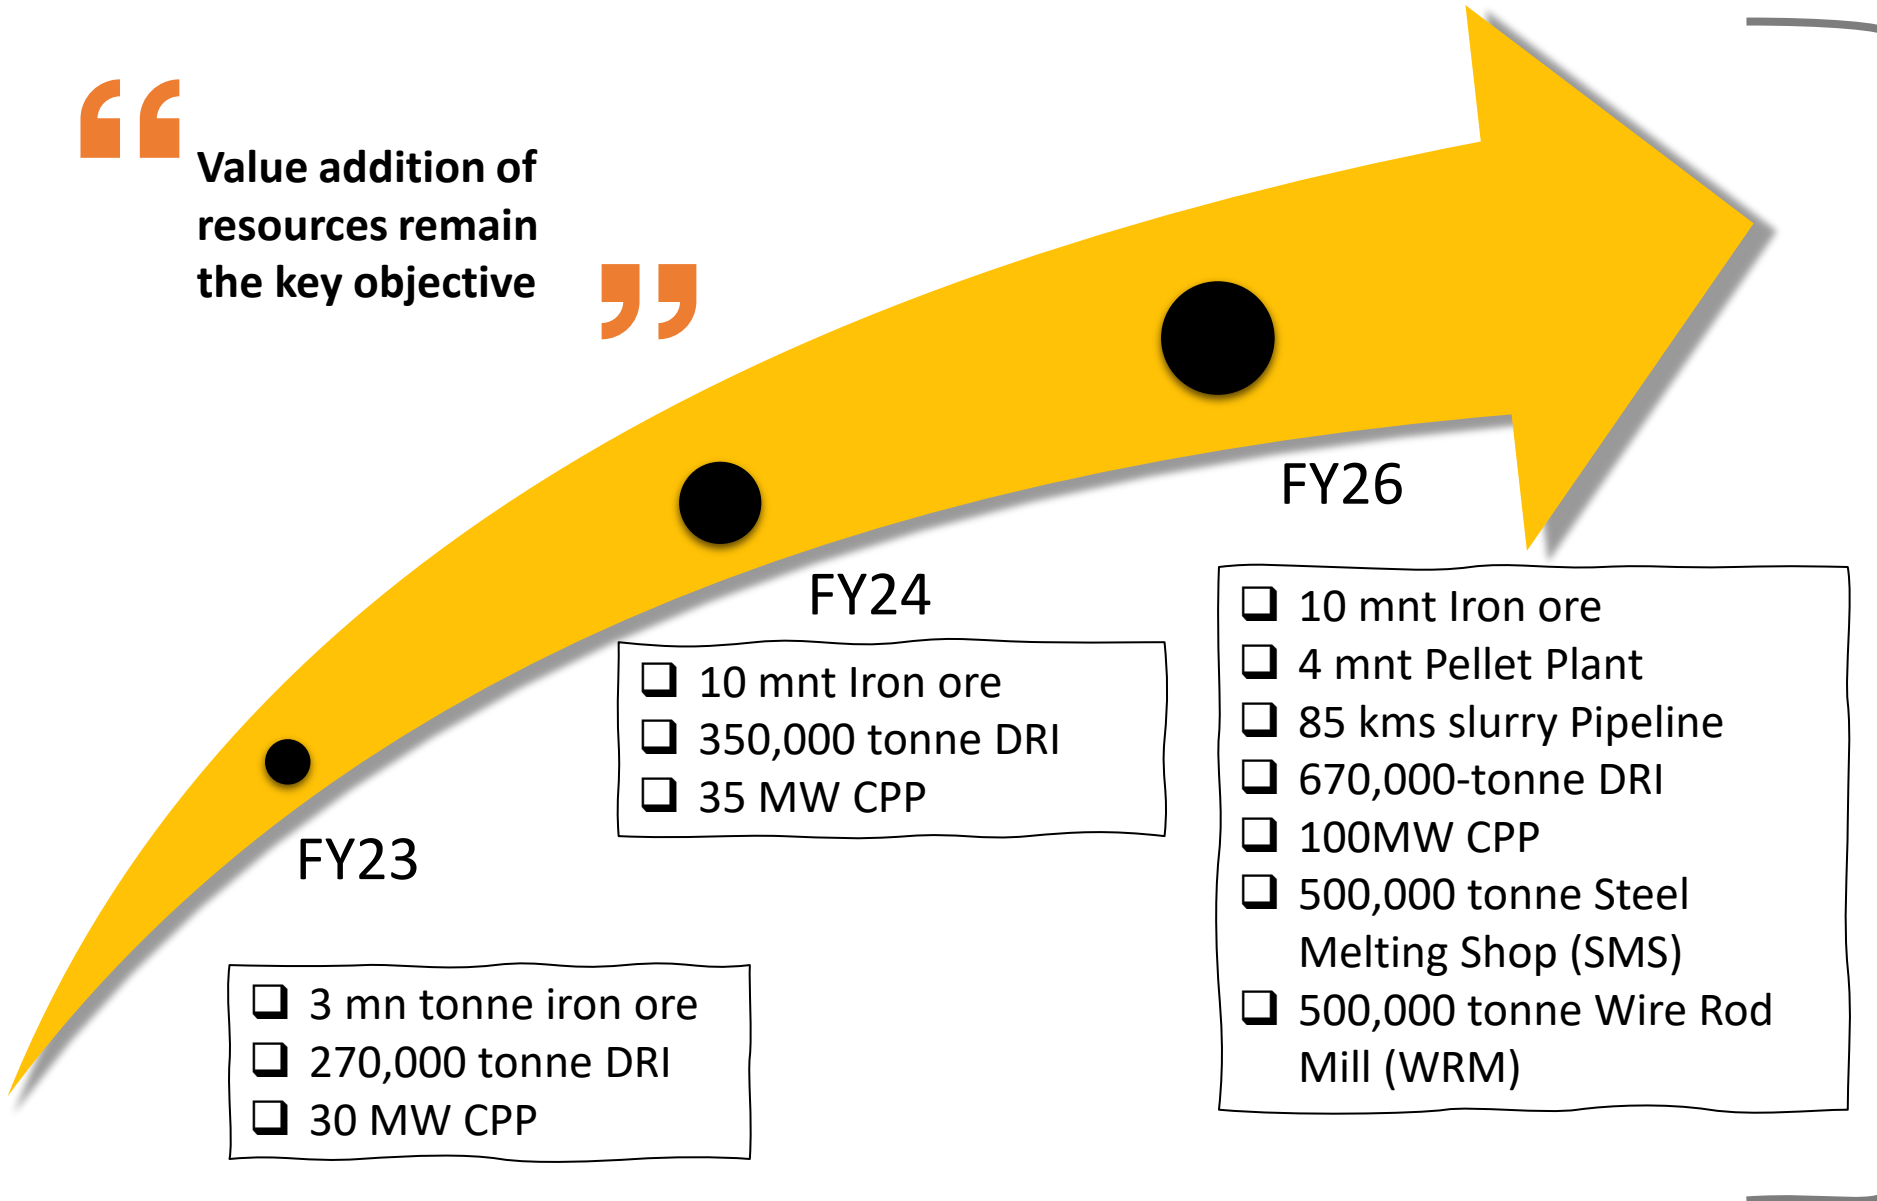 “
Value addition of
resources remain
the key objective
”
FY23
❑ 3 mn tonne iron ore
❑ 270,000 tonne DRI
❑ 30 MW CPP
FY24
❑ 10 mnt Iron ore
❑ 350,000 tonne DRI
❑ 35 MW CPP
FY26
❑ 10 mnt Iron ore
❑ 4 mnt Pellet Plant
❑ 85 kms slurry Pipeline
❑ 670,000-tonne DRI
❑ 100MW CPP
❑ 500,000 tonne Steel
Melting Shop (SMS)
❑ 500,000 tonne Wire Rod
Mill (WRM)